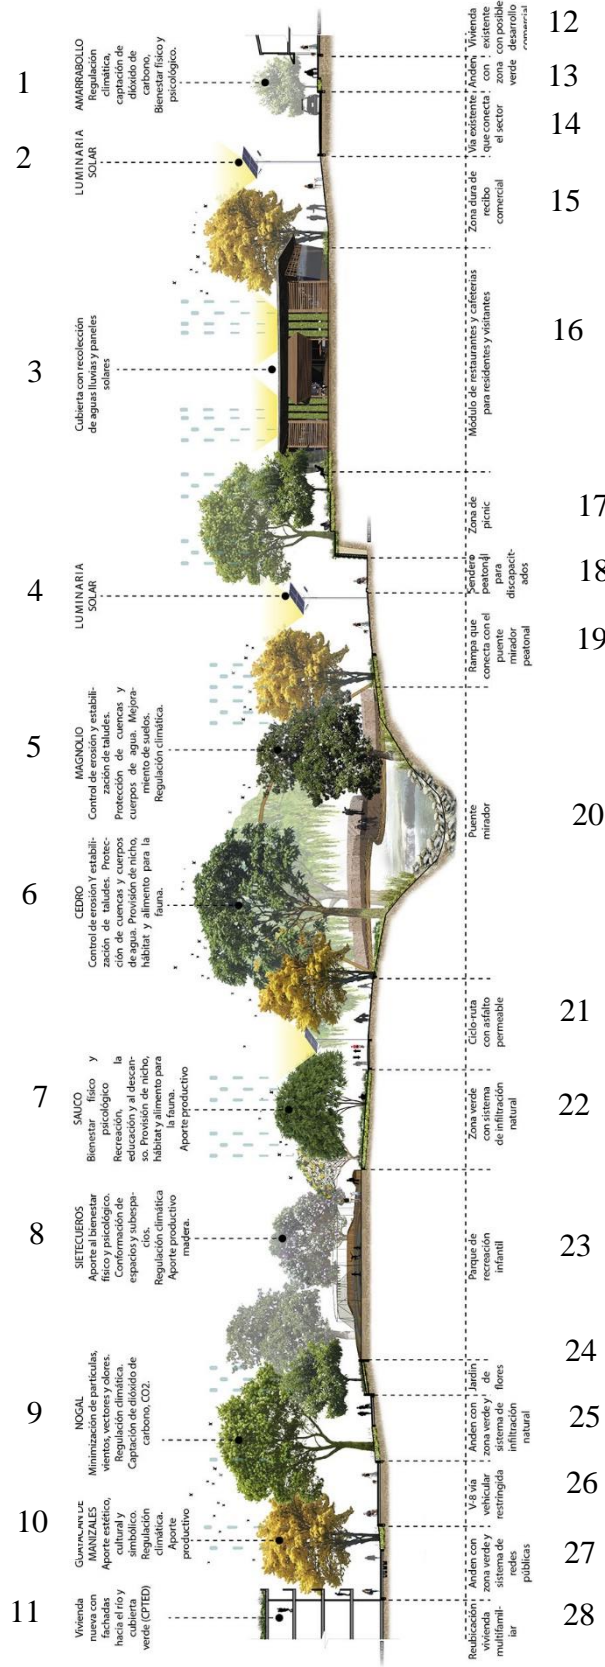 1
AMARRABOLLO
Regulación
climática,
captación de
dióxido de
carbono,
Bienestar físico y
psicológico.
2
LUMINARIA
SOLAR
3
Cubierta con recolección
de aguas lluvias y paneles
solares
4
LUMINARIA
SOLAR
5
MAGNOLIO
Control de erosión y estabili-
zación de taludes.
Protección de cuencas y
cuerpos de agua. Mejora-
miento de suelos.
Regulación climática.
6
CEDRO
Control de erosión Y estabili-
zación de taludes. Protec-
ción de cuencas y cuerpos
de agua. Provisión de nicho,
hábitat y alimento para la
fauna.
7
SAUCO
Bienestar físico y
psicológico
Recreación, la
educación y al descan-
so. Provisión de nicho,
hábitat y alimento para
la fauna.
Aporte productivo
8
SIETECUEROS
Aporte al bienestar
físico y psicológico.
Conformación de
espacios y subespa-
cios.
Regulación climática
Aporte productivo
madera.
9
NOGAL
Minimización de partículas,
vientos, vectores y olores.
Regulación climática.
Captación de dióxido de
carbono, CO2.
10
GUAYACAN DE
MANIZALES
Aporte estético,
cultural y
simbólico.
Regulación
climática.
Aporte
productivo
11
Vivienda
nueva con
fachadas
hacia el río y
cubierta
verde (CPTED)
12
Vivienda
existente
con posible
desarrollo
comercial
13
Anden
con
zona
verde
14
Vía existente
que conecta
el sector
15
Zona dura de
recibo
comercial
16
Módulo de restaurantes y cafeterías
para residentes y visitantes
17
Zona de
picnic
18
Sendero
peatonal
para
discapacit-
ados
19
Rampa que
conecta con el
puente
mirador
peatonal
20
Puente
mirador
21
Ciclo-ruta
con asfalto
permeable
22
Zona verde
con sistema
de infiltración
natural
23
Parque de
recreación
infantil
24
Jardín
de
flores
25
Anden con
zona verde y
sistema de
infiltración
natural
26
V-8 vía
vehicular
restringida
27
Anden con
zona verde y
sistema de
redes
públicas
28
Reubicación
vivienda
multifamil-
iar